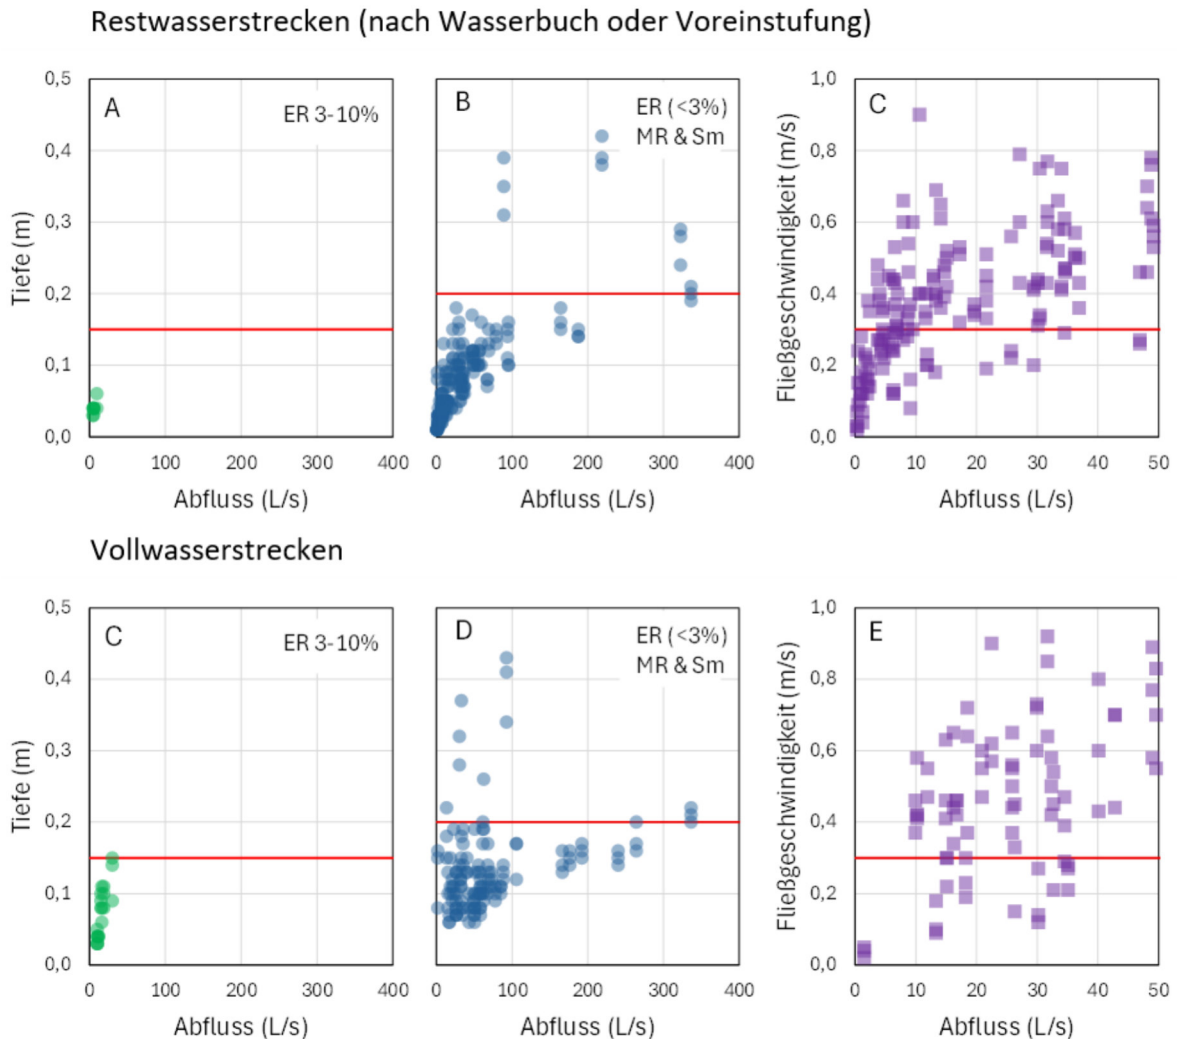 Restwasserstrecken (nach Wasserbuch oder Voreinstufung)
0,5
0,4
0,3
0,2
0,1
0,0
Tiefe (m)
A
ER 3-10%
0 100 200 300 400
Abfluss (L/s)
B
ER (<3%)
MR & Sm
0 100 200 300 400
Abfluss (L/s)
1,0
0,8
0,6
0,4
0,2
0,0
Fließgeschwindigkeit (m/s)
C
0 10 20 30 40 50
Abfluss (L/s)
Vollwasserstrecken
0,5
0,4
0,3
0,2
0,1
0,0
Tiefe (m)
C
ER 3-10%
0 100 200 300 400
Abfluss (L/s)
D
ER (<3%)
MR & Sm
0 100 200 300 400
Abfluss (L/s)
1,0
0,8
0,6
0,4
0,2
0,0
Fließgeschwindigkeit (m/s)
E
0 10 20 30 40 50
Abfluss (L/s)